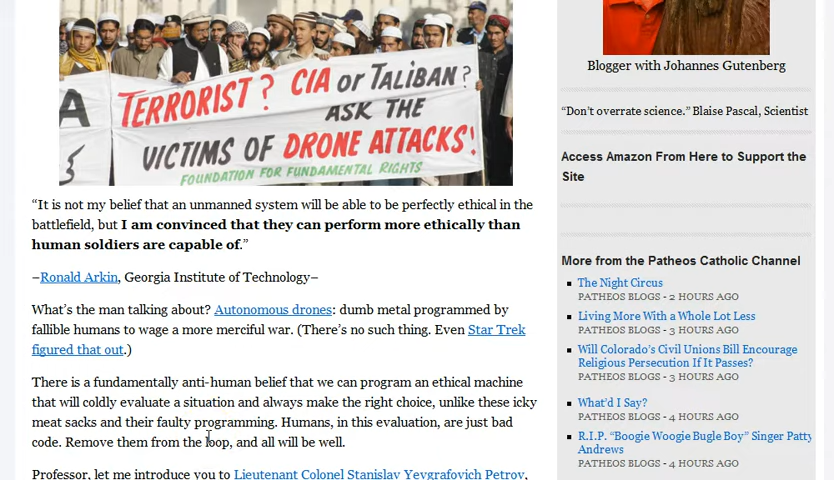 A TERRORIST? CIA or TALIBAN?
ASK THE
VICTIMS OF DRONE ATTACKS!
FOUNDATION FOR FUNDAMENTAL RIGHTS
“It is not my belief that an unmanned system will be able to be perfectly ethical in the
battlefield, but I am convinced that they can perform more ethically than
human soldiers are capable of.”
–Ronald Arkin, Georgia Institute of Technology–
What’s the man talking about? Autonomous drones: dumb metal programmed by
fallible humans to wage a more merciful war. (There’s no such thing. Even Star Trek
figured that out.)
There is a fundamentally anti-human belief that we can program an ethical machine
that will coldly evaluate a situation and always make the right choice, unlike these icky
meat sacks and their faulty programming. Humans, in this evaluation, are just bad
code. Remove them from the loop, and all will be well.
Professor, let me introduce you to Lieutenant Colonel Stanislav Yevgrafovich Petrov,
Blogger with Johannes Gutenberg
“Don’t overrate science.” Blaise Pascal, Scientist
Access Amazon From Here to Support the
Site
More from the Patheos Catholic Channel
The Night Circus
PATHEOS BLOGS - 2 HOURS AGO
Living More With a Whole Lot Less
PATHEOS BLOGS - 3 HOURS AGO
Will Colorado’s Civil Unions Bill Encourage
Religious Persecution If It Passes?
PATHEOS BLOGS - 3 HOURS AGO
What’d I Say?
PATHEOS BLOGS - 4 HOURS AGO
R.I.P. “Boogie Woogie Bugle Boy” Singer Patty
Andrews
PATHEOS BLOGS - 4 HOURS AGO